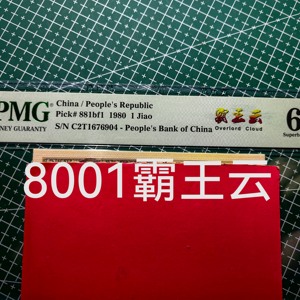 China / People's Republic
Pick# 881bf1 1980 1 Jiao
S/N C2T1676904 - People's Bank of China
PMG
NEY GUARANTY
霸王云
Overlord Cloud
6
Superb
8001霸王云